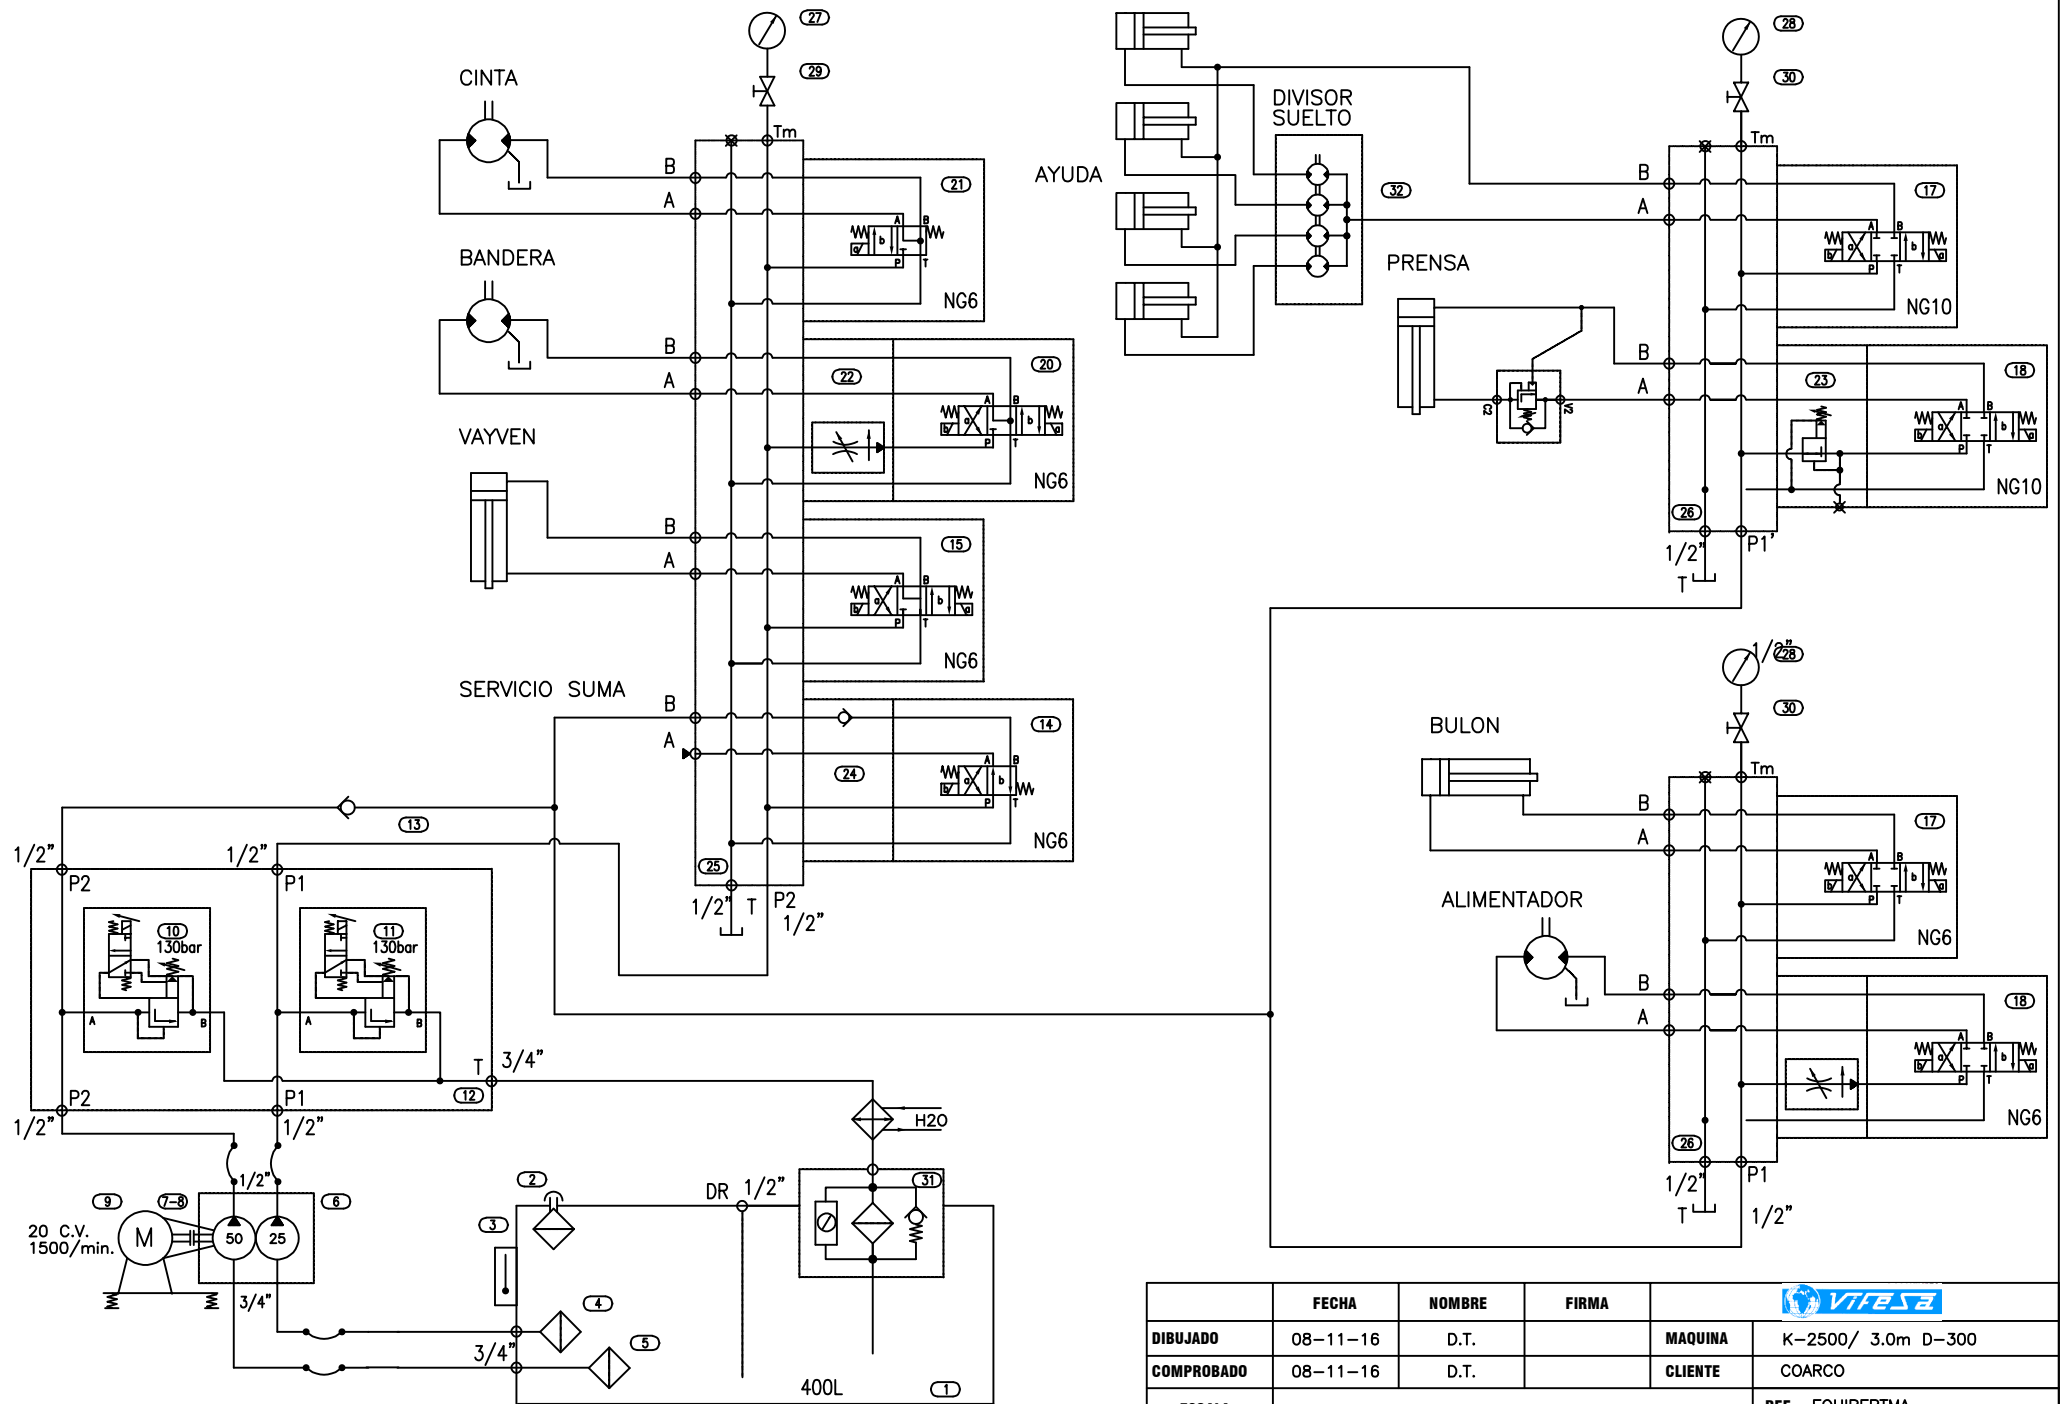 27
29
CINTA
Tm
B
A
21
A B
a b
P T
NG6
BANDERA
B
A
22
20
A B
b a b a
P T
NG6
VAYVEN
B
A
15
A B
b a b a
P T
NG6
SERVICIO SUMA
B
A
14
24
A B
b a b
P T
NG6
25
1/2" T P2
1/2"
28
30
DIVISOR
SUELTO
AYUDA
32
Tm
B
A
17
A B
b a b a
P T
NG10
PRENSA
B
A
C2 V2
23
18
A B
b a b a
P T
NG10
26
1/2" P1'
T
1/2"
28
30
BULON
Tm
B
A
17
A B
b a b a
P T
NG6
ALIMENTADOR
B
A
18
A B
b a b a
P T
NG6
26
1/2" P1
T 1/2"
13
1/2" 1/2"
P2 P1
10
130bar
A B
11
130bar
A B
T 3/4"
12
P2 P1
1/2" 1/2"
H2O
1/2"
9 7-8 6
20 C.V.
1500/min.
M 50 25
3/4"
2
3
DR 1/2"
31
4
5
3/4"
400L
1
FECHA NOMBRE FIRMA VIFESA
DIBUJADO 08-11-16 D.T. MAQUINA K-2500/ 3.0m D-300
COMPROBADO 08-11-16 D.T. CLIENTE COARCO